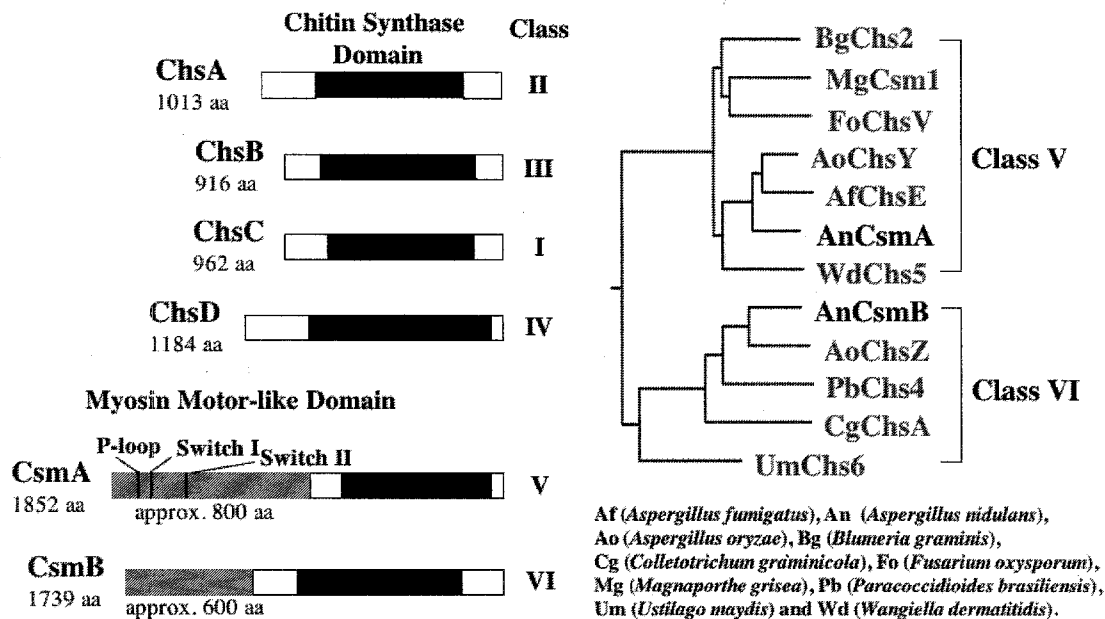 Chitin Synthase
Domain
Class
ChsA
1013 aa
II
ChsB
916 aa
III
ChsC
962 aa
I
ChsD
1184 aa
IV
Myosin Motor-like Domain
P-loop
Switch I
Switch II
CsmA
1852 aa
approx. 800 aa
V
CsmB
1739 aa
approx. 600 aa
VI
BgChs2
MgCsm1
FoChsV
AoChsY
AfChsE
AnCsmA
WdChs5
Class V
AnCsmB
AoChsZ
PbChs4
CgChsA
UmChs6
Class VI
Af (Aspergillus fumigatus), An (Aspergillus nidulans),
Ao (Aspergillus oryzae), Bg (Blumeria graminis),
Cg (Colletotrichum graminicola), Fo (Fusarium oxysporum),
Mg (Magnaporthe grisea), Pb (Paracoccidioides brasiliensis),
Um (Ustilago maydis) and Wd (Wangiella dermatitidis).